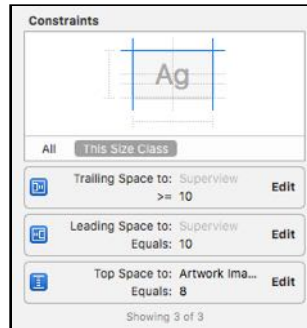 Constraints
Ag
All This Size Class
Trailing Space to: Superview
>= 10 Edit
Leading Space to: Superview
Equals: 10 Edit
Top Space to: Artwork Ima...
Equals: 8 Edit
Showing 3 of 3